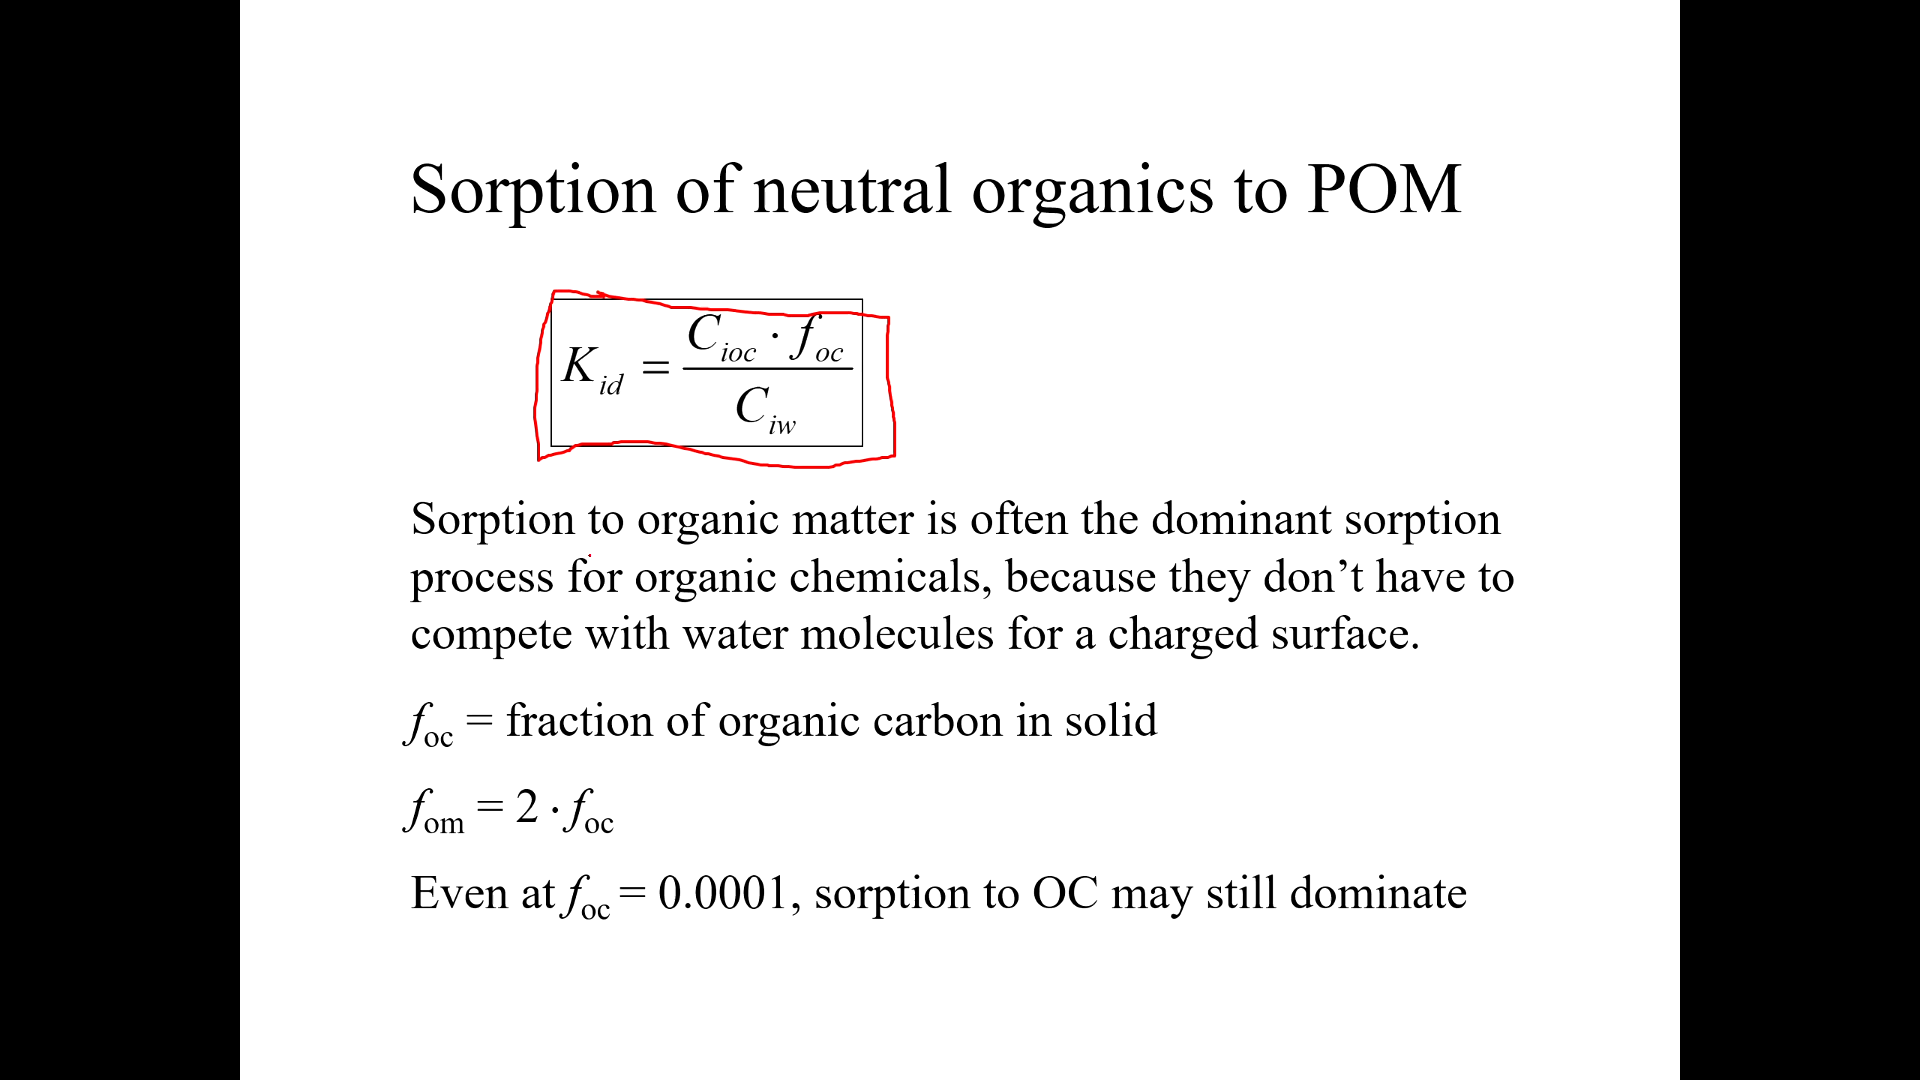 Sorption of neutral organics to POM
K_id = (C_ioc · f_oc) / C_iw
Sorption to organic matter is often the dominant sorption
process for organic chemicals, because they don’t have to
compete with water molecules for a charged surface.
f_oc = fraction of organic carbon in solid
f_om = 2 · f_oc
Even at f_oc = 0.0001, sorption to OC may still dominate